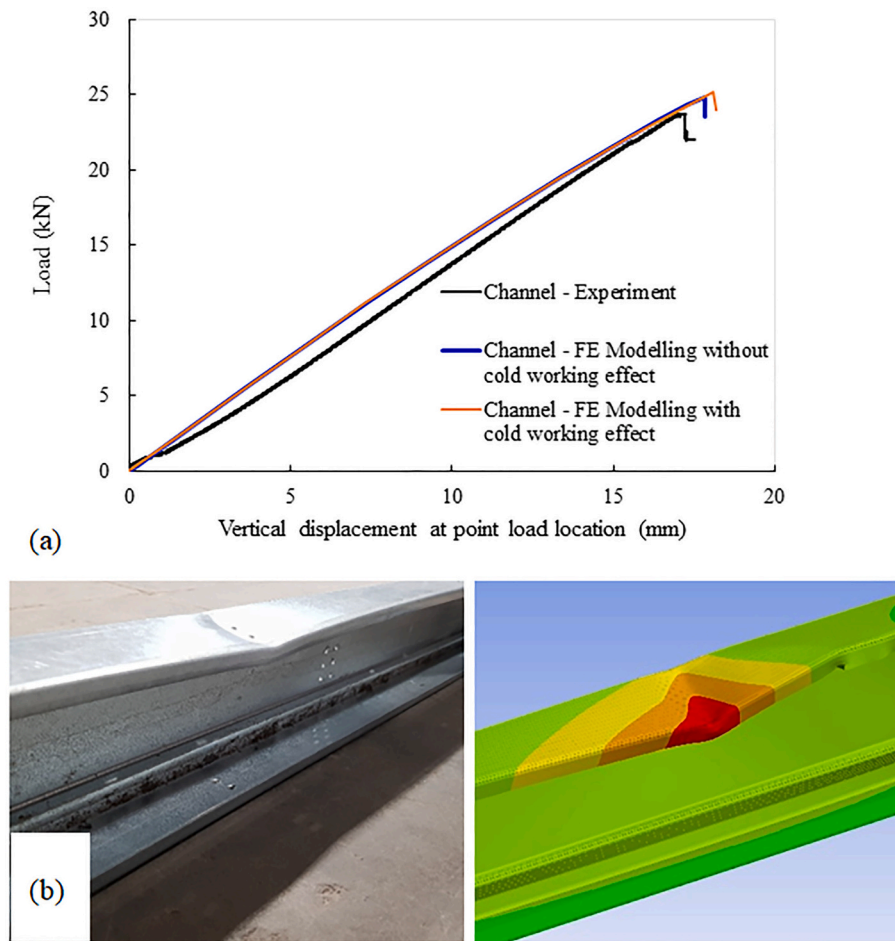 30
25
20
15
10
5
0
Load (kN)
Channel - Experiment
Channel - FE Modelling without
cold working effect
Channel - FE Modelling with
cold working effect
0 5 10 15 20
Vertical displacement at point load location (mm)
(a)
(b)